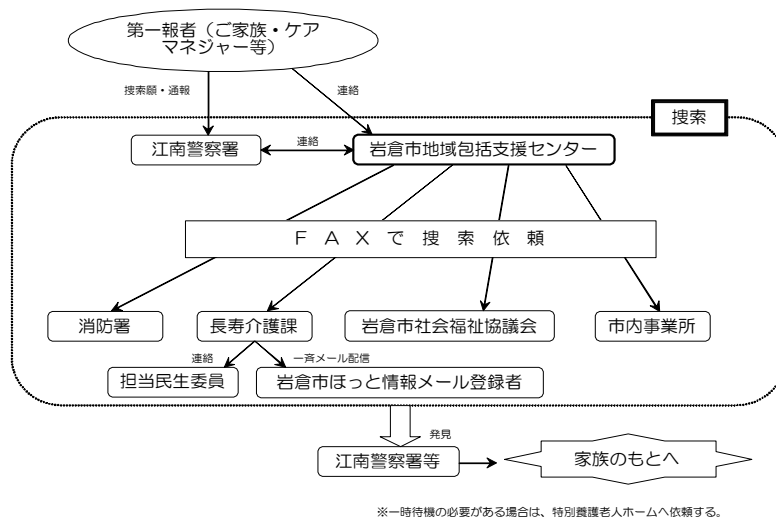 第一報者（ご家族・ケア
マネジャー等）
捜索願・通報
連絡
捜索
江南警察署
連絡
岩倉市地域包括支援センター
ＦＡＸで捜索依頼
消防署
長寿介護課
岩倉市社会福祉協議会
市内事業所
連絡
一斉メール配信
担当民生委員
岩倉市ほっと情報メール登録者
発見
江南警察署等
家族のもとへ
※一時待機の必要がある場合は、特別養護老人ホームへ依頼する。